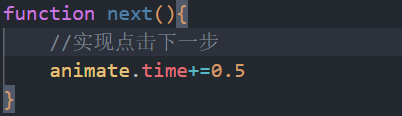 function next(){
    //实现点击下一步
    animate.time+=0.5
}